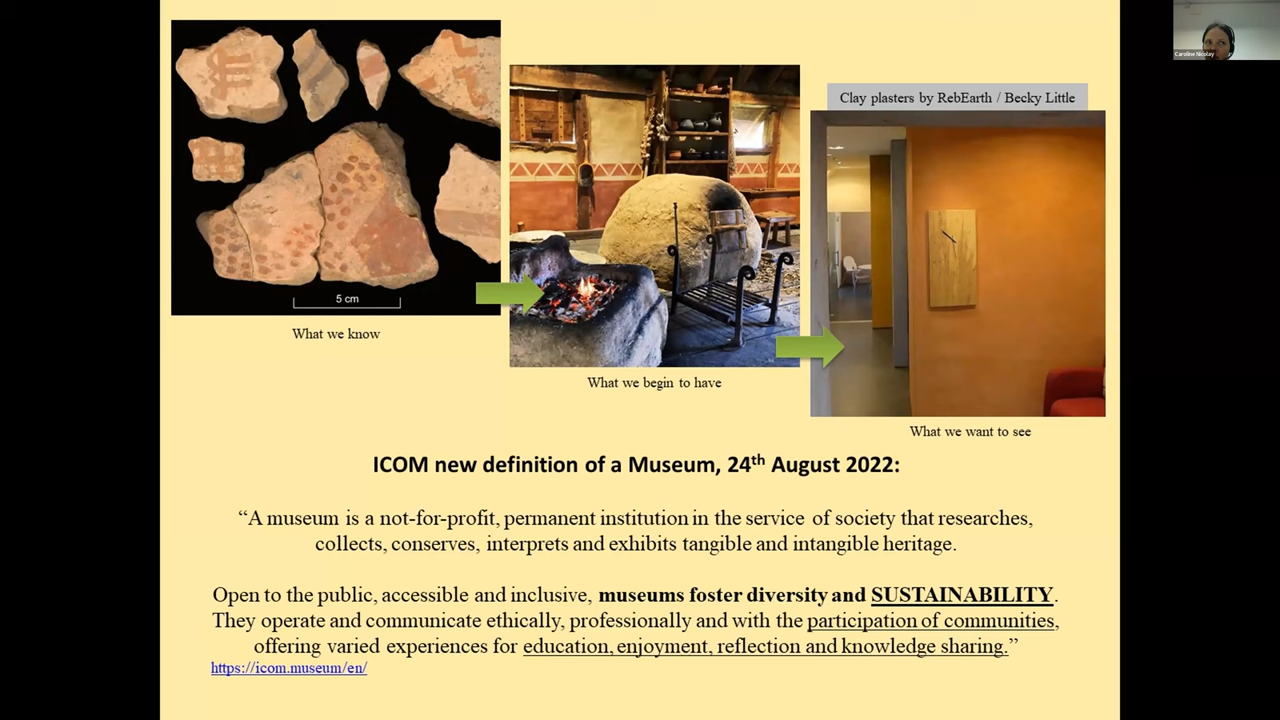 Caroline Nicolay
Clay plasters by RebEarth / Becky Little
5 cm
What we know
What we begin to have
What we want to see
ICOM new definition of a Museum, 24th August 2022:
“A museum is a not-for-profit, permanent institution in the service of society that researches,
collects, conserves, interprets and exhibits tangible and intangible heritage.
Open to the public, accessible and inclusive, museums foster diversity and SUSTAINABILITY.
They operate and communicate ethically, professionally and with the participation of communities,
offering varied experiences for education, enjoyment, reflection and knowledge sharing.”
https://icom.museum/en/